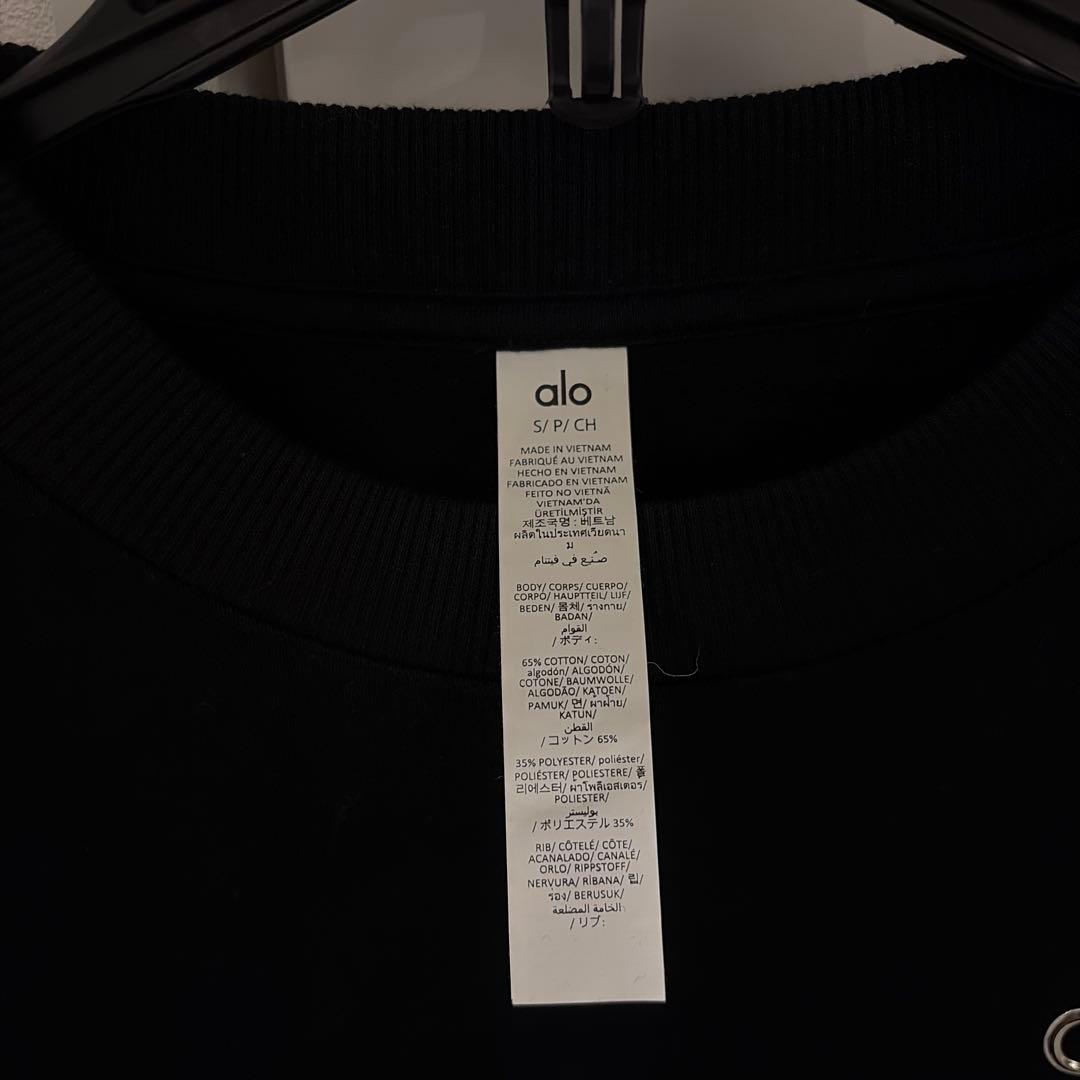 alo
S/ P/ CH
MADE IN VIETNAM
FABRIQUÉ AU VIETNAM
HECHO EN VIETNAM
FABRICADO EN VIETNAM
FEITO NO VIETNÃ
VIETNAM'DA
ÜRETİLMİŞTİR
제조국명 : 베트남
ผลิตในประเทศเวียดนา
ม
صُنِع في فيتنام
BODY/ CORPS/ CUERPO/
CORPO/ HAUPTTEIL/ LIJF/
BEDEN/ 몸체/ ร่างกาย/
BADAN/
القوام
/ ボディ:
65% COTTON/ COTON/
algodón/ ALGODÓN/
COTONE/ BAUMWOLLE/
ALGODÃO/ KATOEN/
PAMUK/ 면/ ผ้าฝ้าย/
KATUN/
القطن
/ コットン 65%
35% POLYESTER/ poliéster/
POLIÉSTER/ POLIESTERE/ 폴
리에스터/ ผ้าโพลีเอสเตอร/
POLIESTER/
بوليستر
/ ポリエステル 35%
RIB/ CÔTELÉ/ CÔTE/
ACANALADO/ CANALÉ/
ORLO/ RIPPSTOFF/
NERVURA/ RİBANA/ 립/
ร่อง/ BERUSUK/
الخامة المضلعة
/ リブ: